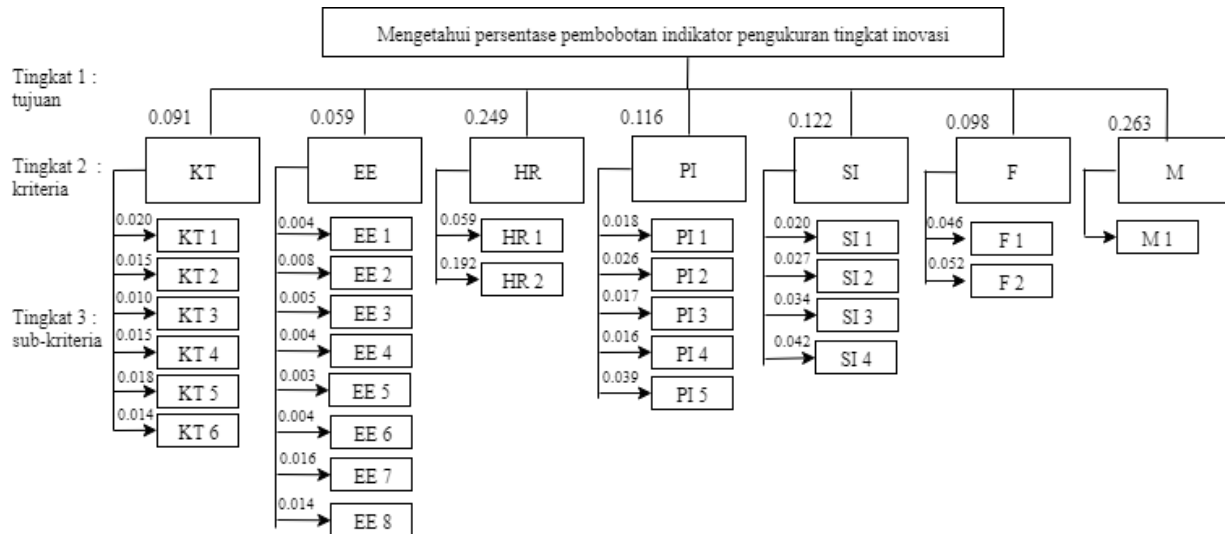 Mengetahui persentase pembobotan indikator pengukuran tingkat inovasi
Tingkat 1 :
tujuan
0.091
0.059
0.249
0.116
0.122
0.098
0.263
Tingkat 2 :
kriteria
KT
EE
HR
PI
SI
F
M
Tingkat 3 :
sub-kriteria
0.020
KT 1
0.015
KT 2
0.010
KT 3
0.015
KT 4
0.018
KT 5
0.014
KT 6
0.004
EE 1
0.008
EE 2
0.005
EE 3
0.004
EE 4
0.003
EE 5
0.004
EE 6
0.016
EE 7
0.014
EE 8
0.059
HR 1
0.192
HR 2
0.018
PI 1
0.026
PI 2
0.017
PI 3
0.016
PI 4
0.039
PI 5
0.020
SI 1
0.027
SI 2
0.034
SI 3
0.042
SI 4
0.046
F 1
0.052
F 2
M 1